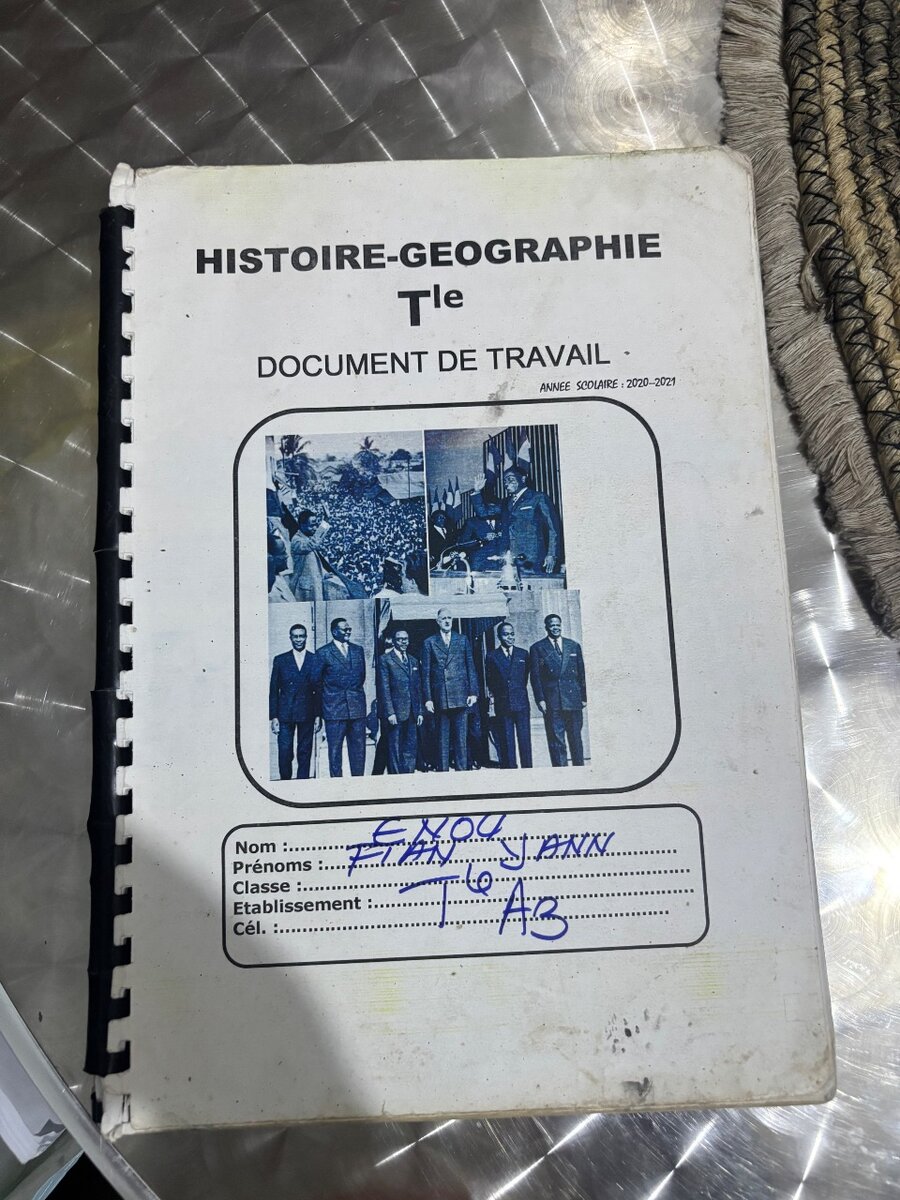 HISTOIRE-GEOGRAPHIE
Tle
DOCUMENT DE TRAVAIL
ANNEE SCOLAIRE : 2020-2021
Nom : ENOU
Prénoms : FIAN YANN
Classe : T6
Etablissement : A3
Cél. :